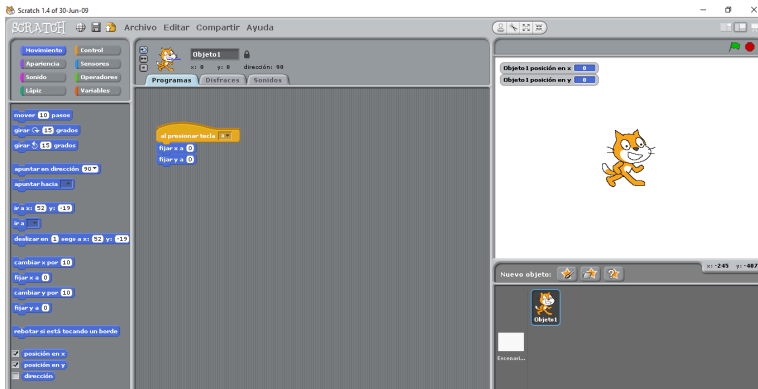 Scratch 1.4 of 30-Jun-09
SCRATCH Archivo Editar Compartir Ayuda
Movimiento Control
Apariencia Sensores
Sonido Operadores
Lápiz Variables
mover 10 pasos
girar 15 grados
girar 15 grados
apuntar en dirección 90
apuntar hacia
ir a x: 52 y: -19
ir a
deslizar en 1 segs a x: 52 y: -19
cambiar x por 10
fijar x a 0
cambiar y por 10
fijar y a 0
rebotar si está tocando un borde
posición en x
posición en y
dirección
Objeto1
x: 0 y: 0 dirección: 90
Programas Disfraces Sonidos
al presionar tecla
fijar x a 0
fijar y a 0
Objeto1 posición en x 0
Objeto1 posición en y 0
x: -245 y: -407
Nuevo objeto:
Objeto1
Escenari...